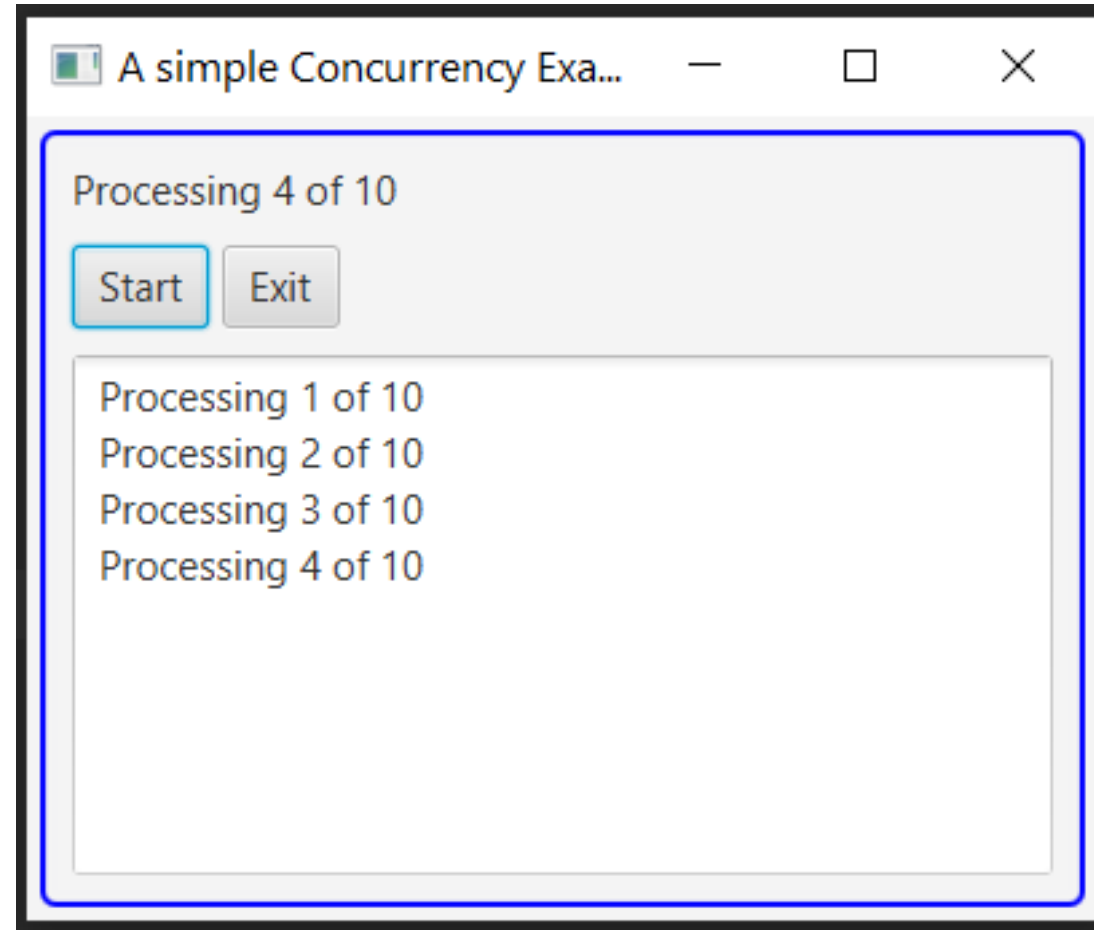 A simple Concurrency Exa...
Processing 4 of 10
Start Exit
Processing 1 of 10
Processing 2 of 10
Processing 3 of 10
Processing 4 of 10